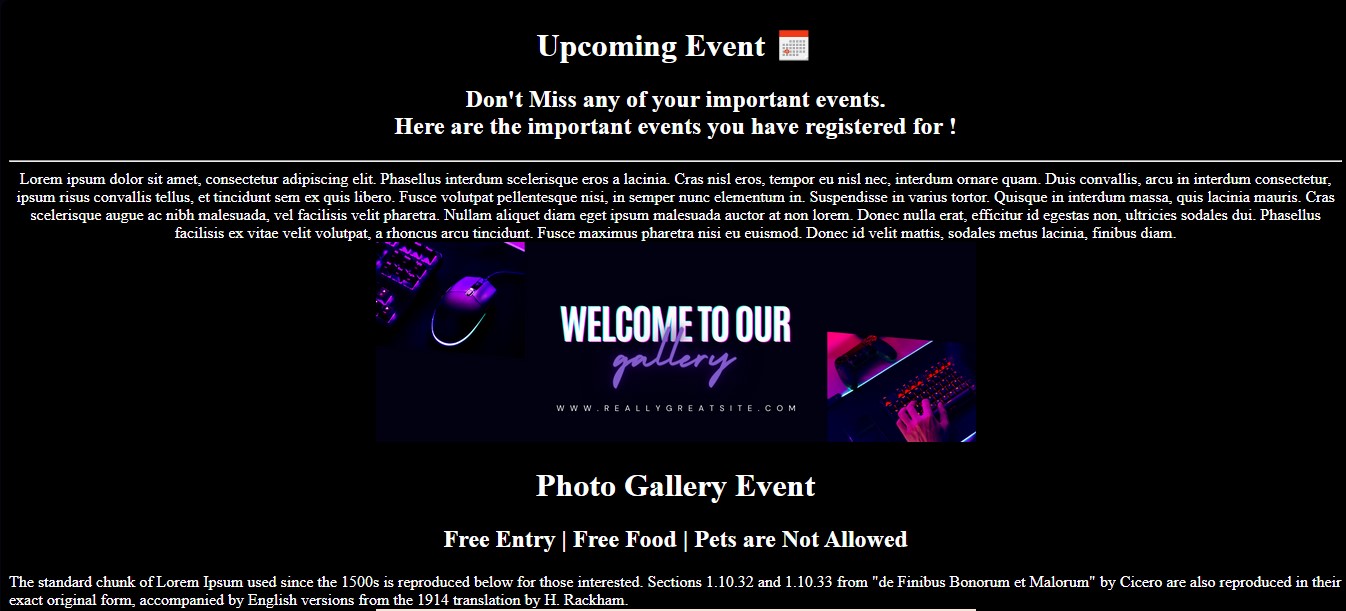 Upcoming Event 📅
Don't Miss any of your important events.
Here are the important events you have registered for !
Lorem ipsum dolor sit amet, consectetur adipiscing elit. Phasellus interdum scelerisque eros a lacinia. Cras nisl eros, tempor eu nisl nec, interdum ornare quam. Duis convallis, arcu in interdum consectetur,
ipsum risus convallis tellus, et tincidunt sem ex quis libero. Fusce volutpat pellentesque nisi, in semper nunc elementum in. Suspendisse in varius tortor. Quisque in interdum massa, quis lacinia mauris. Cras
scelerisque augue ac nibh malesuada, vel facilisis velit pharetra. Nullam aliquet diam eget ipsum malesuada auctor at non lorem. Donec nulla erat, efficitur id egestas non, ultricies sodales dui. Phasellus
facilisis ex vitae velit volutpat, a rhoncus arcu tincidunt. Fusce maximus pharetra nisi eu euismod. Donec id velit mattis, sodales metus lacinia, finibus diam.
WELCOME TO OUR
gallery
WWW.REALLYGREATSITE.COM
Photo Gallery Event
Free Entry | Free Food | Pets are Not Allowed
The standard chunk of Lorem Ipsum used since the 1500s is reproduced below for those interested. Sections 1.10.32 and 1.10.33 from "de Finibus Bonorum et Malorum" by Cicero are also reproduced in their
exact original form, accompanied by English versions from the 1914 translation by H. Rackham.